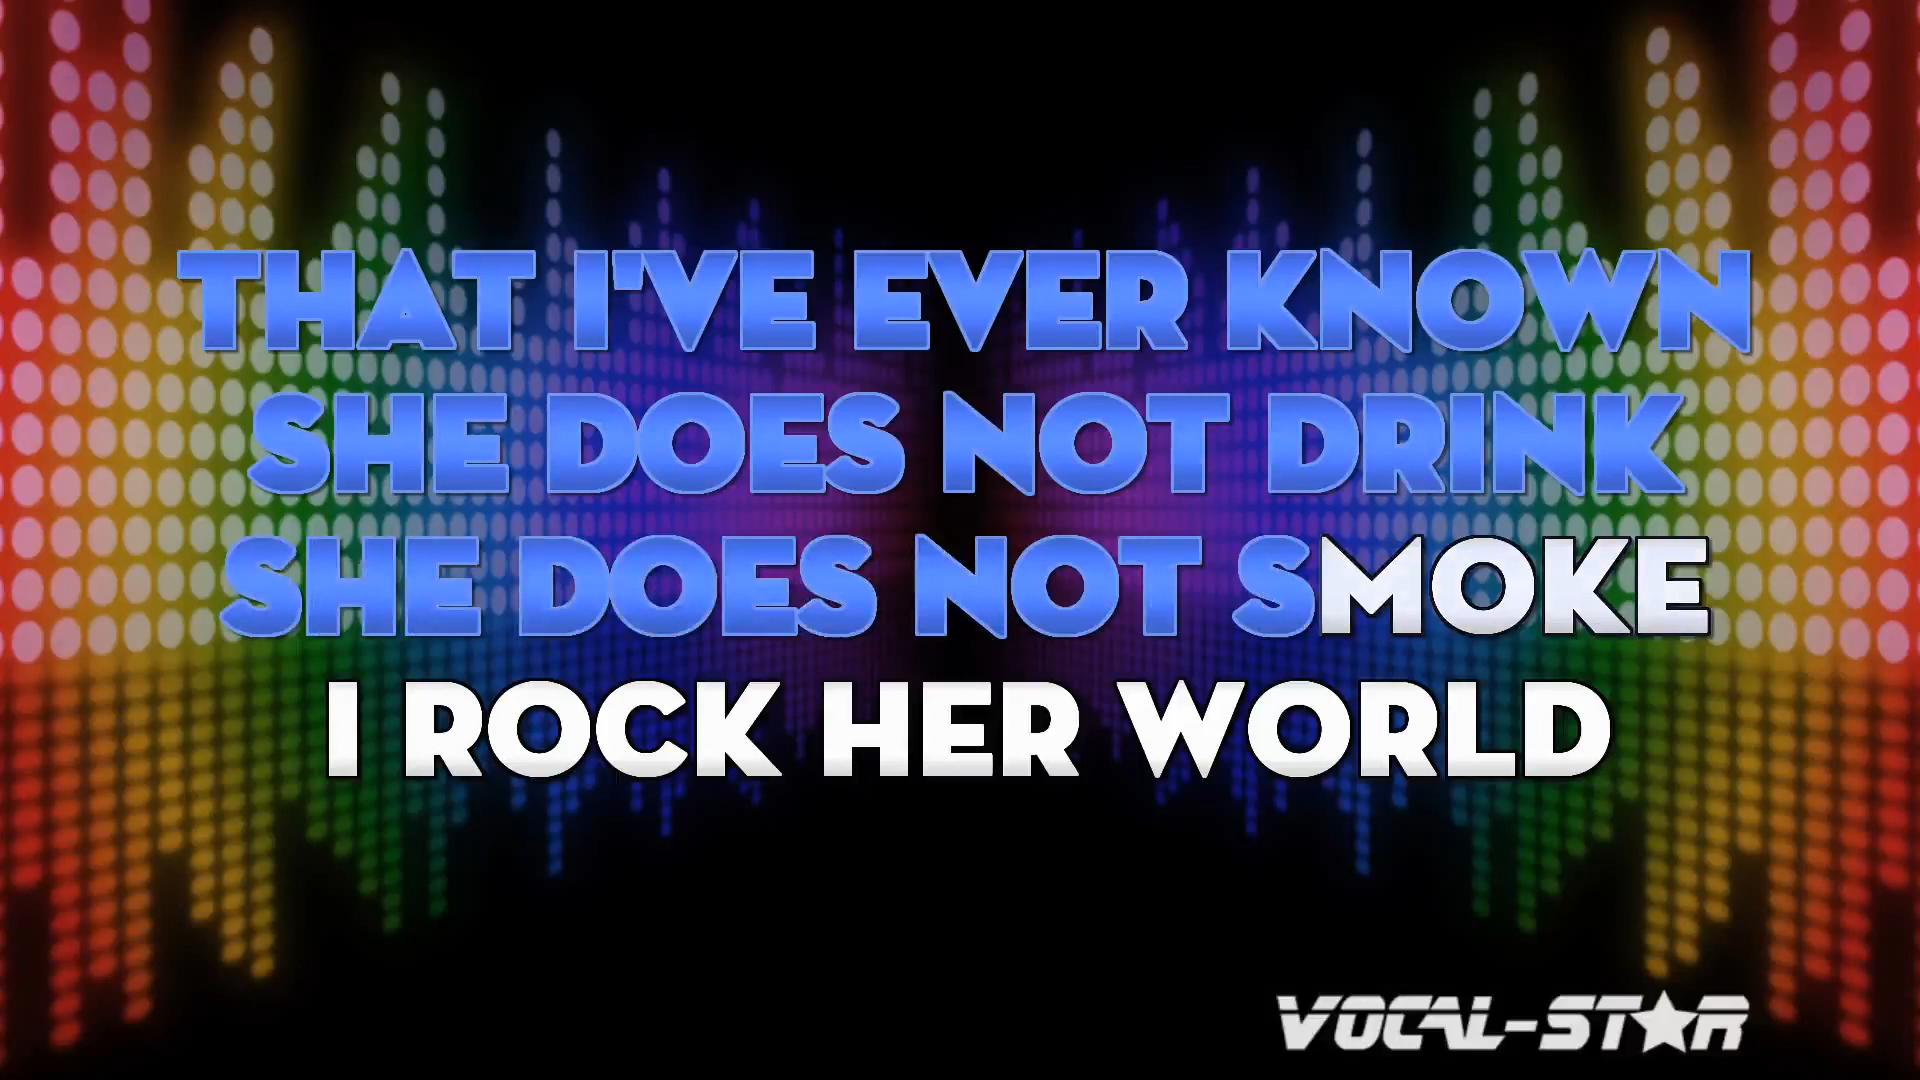 THAT I'VE EVER KNOWN
SHE DOES NOT DRINK
SHE DOES NOT SMOKE
I ROCK HER WORLD
VOCAL-STAR